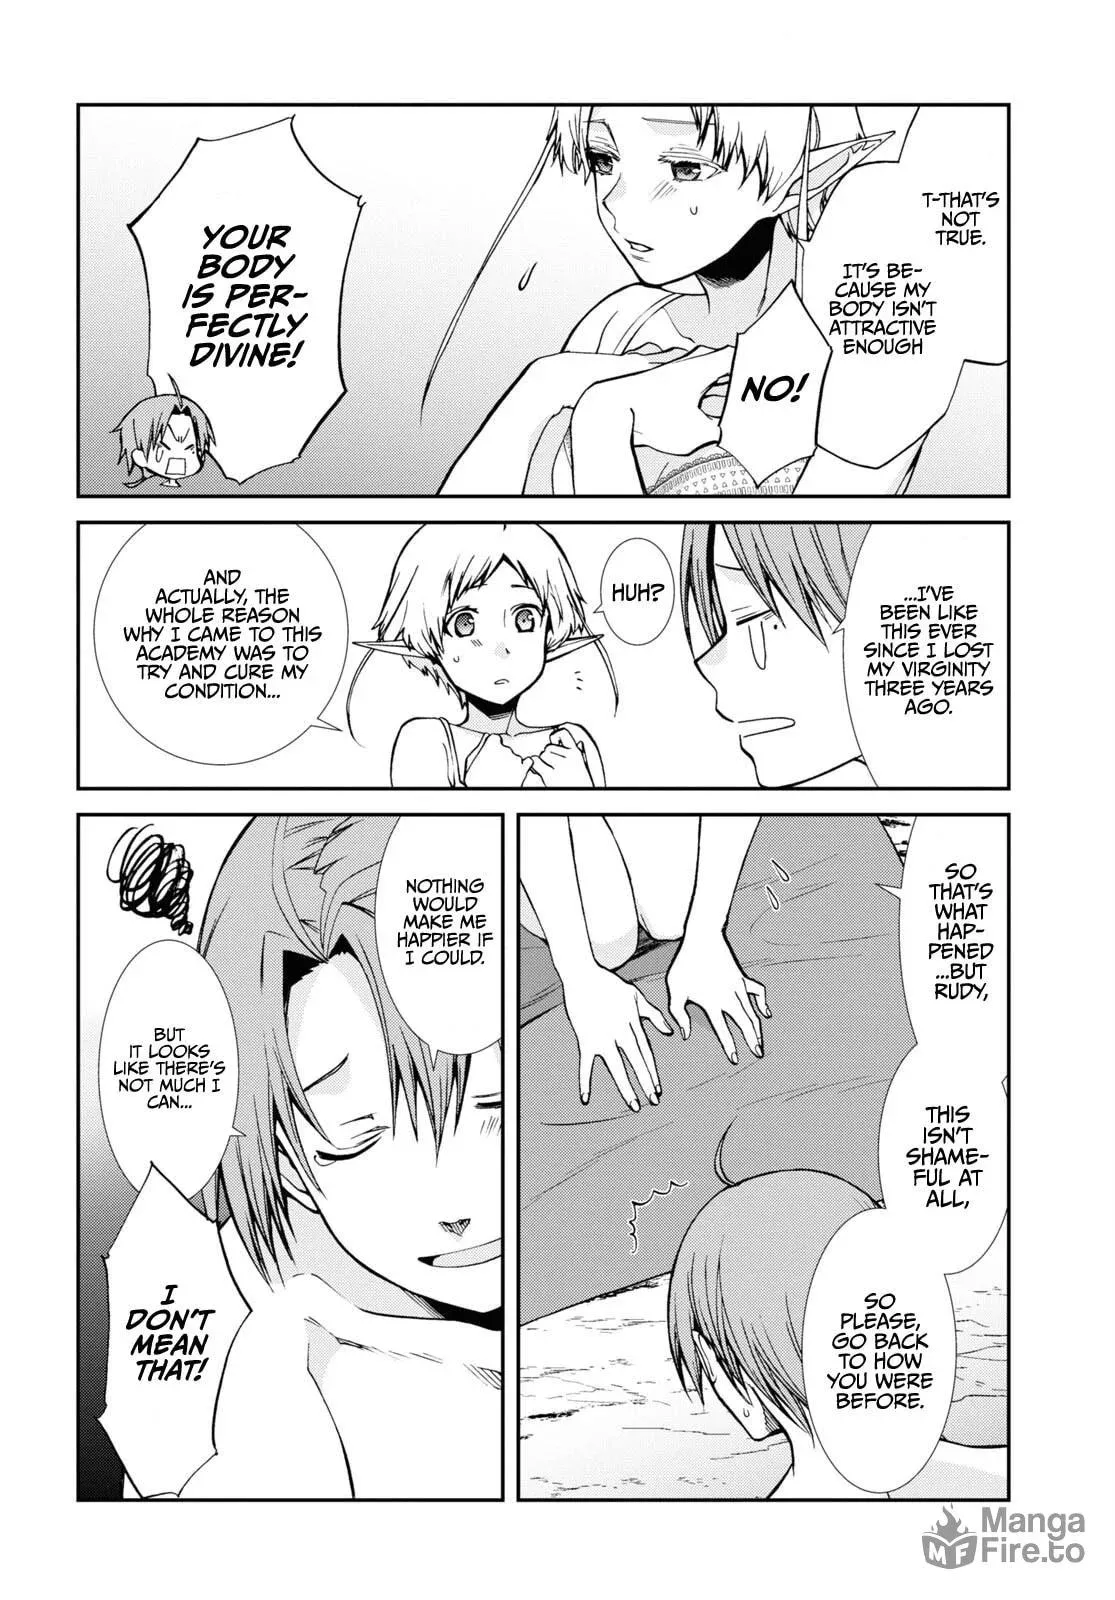 T-THAT'S
NOT
TRUE.
IT'S BE-
CAUSE MY
BODY ISN'T
ATTRACTIVE
ENOUGH
NO!
YOUR
BODY
IS PER-
FECTLY
DIVINE!
...I'VE
BEEN LIKE
THIS EVER
SINCE I LOST
MY VIRGINITY
THREE YEARS
AGO.
HUH?
AND
ACTUALLY, THE
WHOLE REASON
WHY I CAME TO THIS
ACADEMY WAS TO
TRY AND CURE MY
CONDITION...
SO
THAT'S
WHAT
HAP-
PENED
...BUT
RUDY,
THIS
ISN'T
SHAME-
FUL AT
ALL,
SO
PLEASE,
GO BACK
TO HOW
YOU WERE
BEFORE.
NOTHING
WOULD
MAKE ME
HAPPIER IF
I COULD.
BUT
IT LOOKS
LIKE THERE'S
NOT MUCH I
CAN...
I
DON'T
MEAN
THAT!
MF
Manga
Fire.to